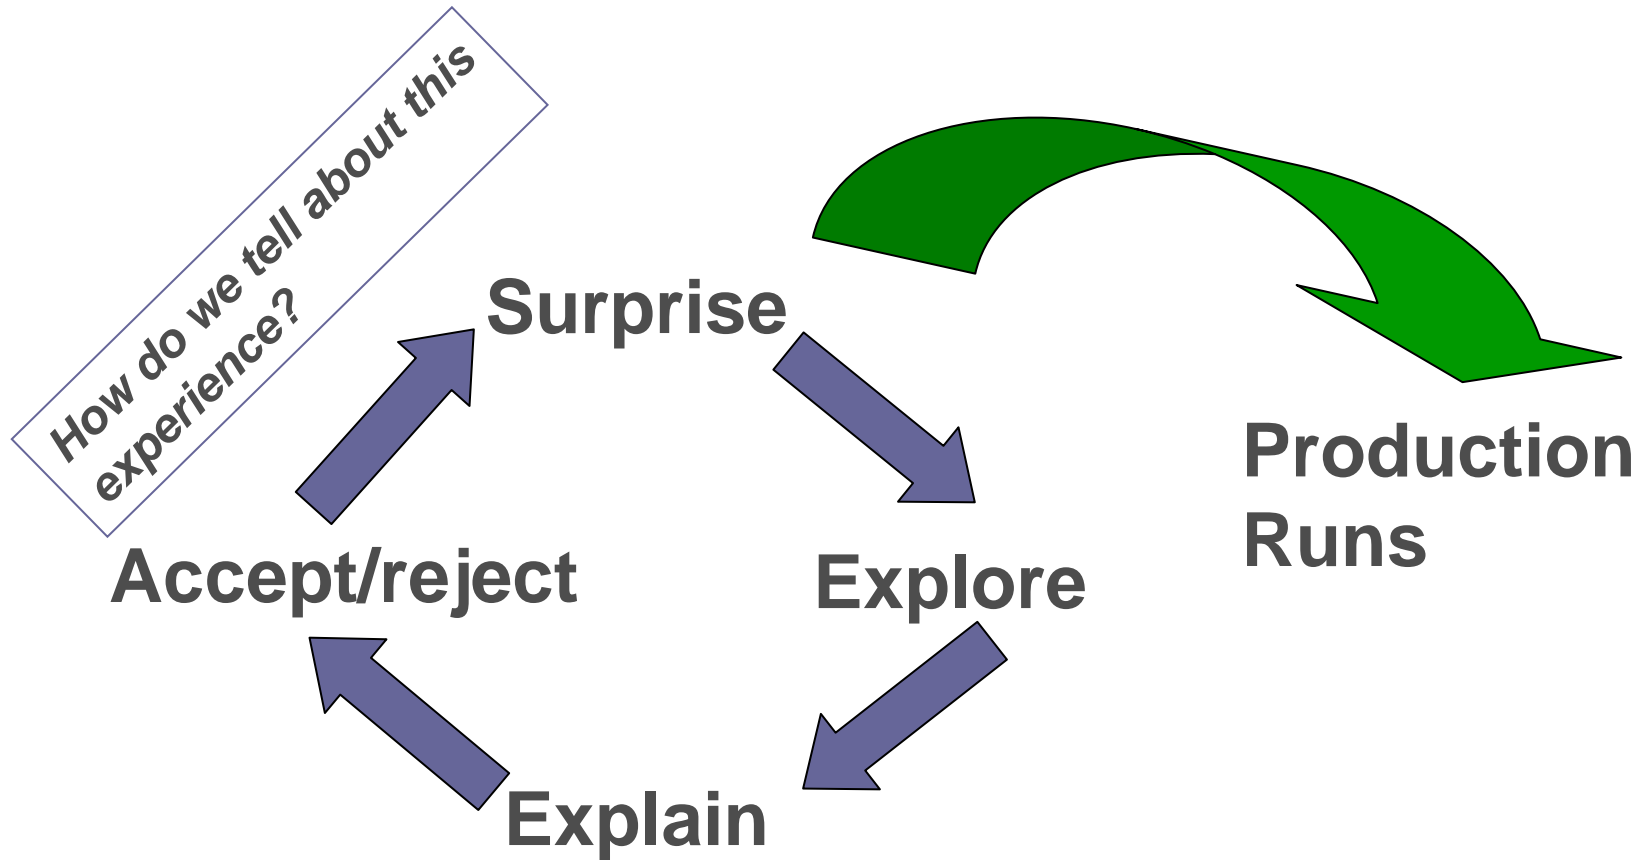 How do we tell about this
experience?
Surprise
Production
Runs
Accept/reject
Explore
Explain